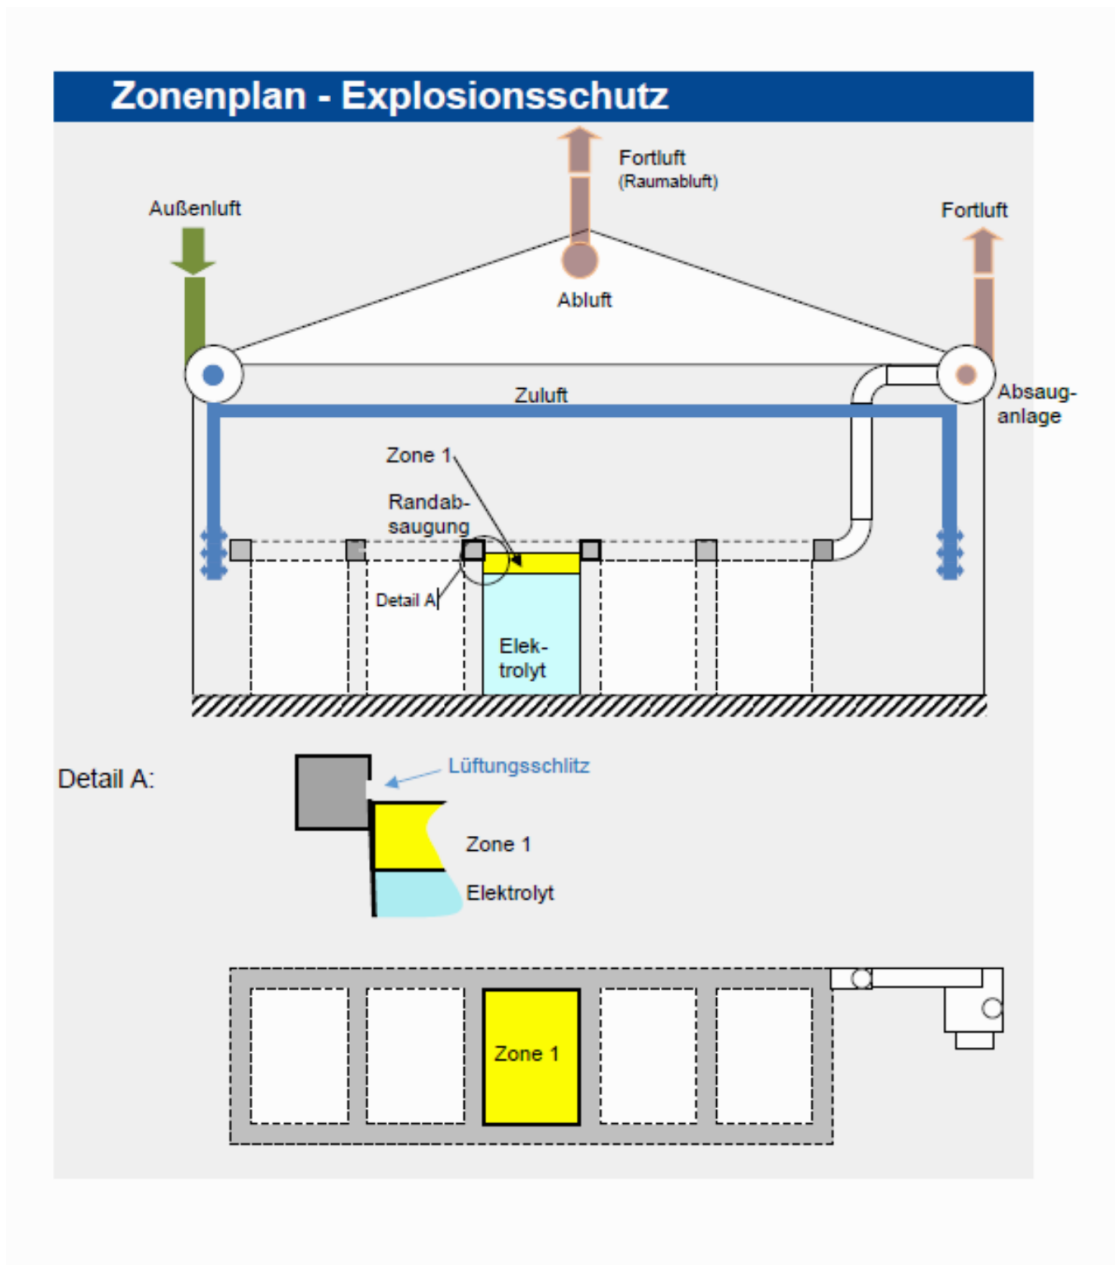 Zonenplan - Explosionsschutz
Fortluft
(Raumabluft)
Außenluft
Fortluft
Abluft
Zuluft
Absaug-
anlage
Zone 1
Randab-
saugung
Detail A
Elek-
trolyt
Detail A:
Lüftungsschlitz
Zone 1
Elektrolyt
Zone 1